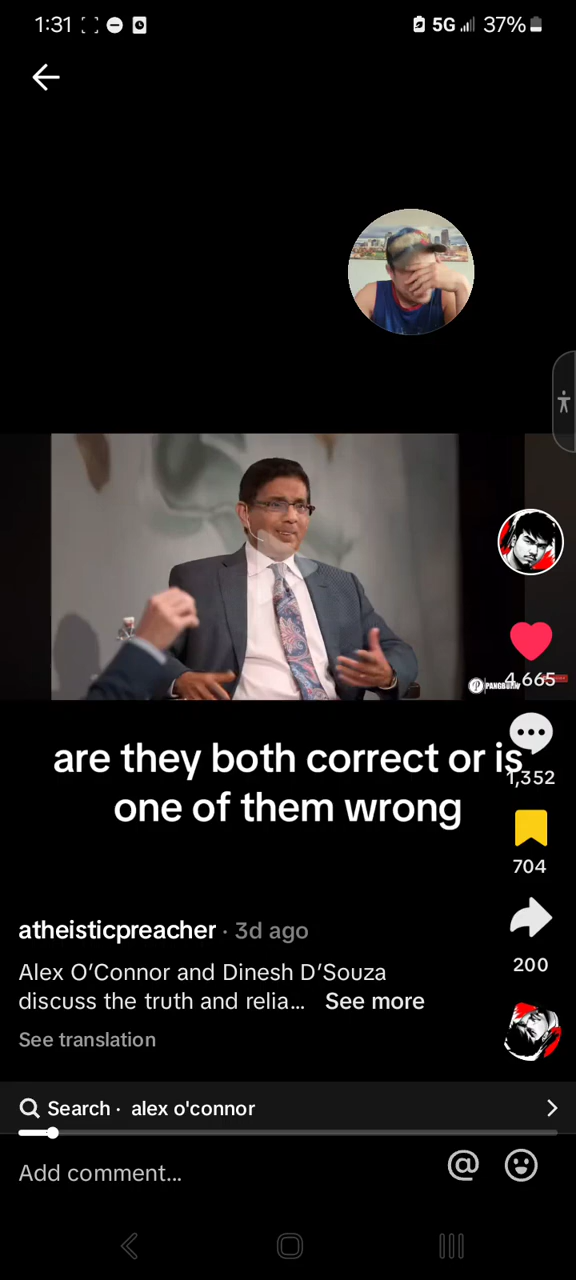 1:31
5G
37%
PANGBURN
4,665
are they both correct or is
one of them wrong
1,352
704
atheisticpreacher · 3d ago
200
Alex O'Connor and Dinesh D'Souza
discuss the truth and relia... See more
See translation
Search · alex o'connor
Add comment...